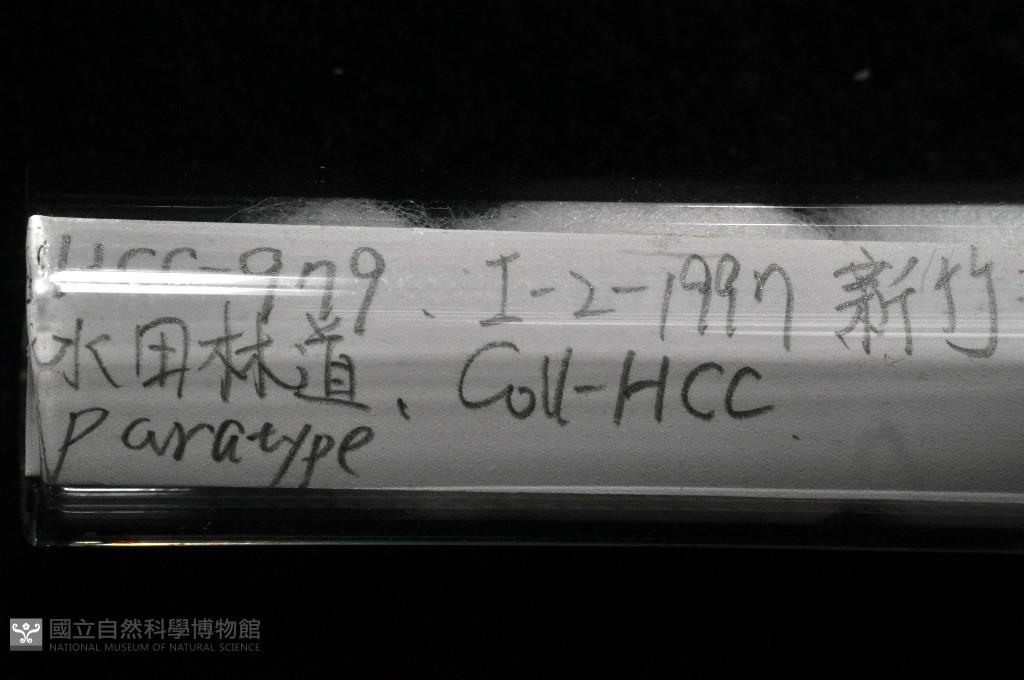 HCC-979、I-2-1997 新竹
水田林道、Coll-HCC
Paratype
國立自然科學博物館
NATIONAL MUSEUM OF NATURAL SCIENCE